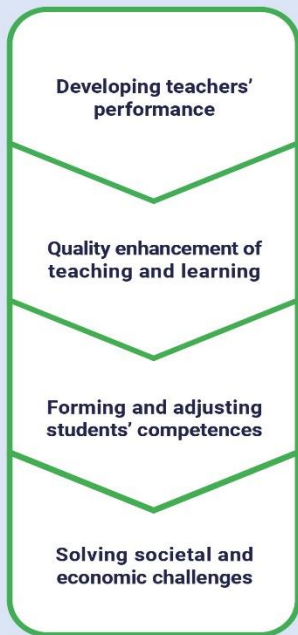 Developing teachers’
performance
Quality enhancement of
teaching and learning
Forming and adjusting
students’ competences
Solving societal and
economic challenges